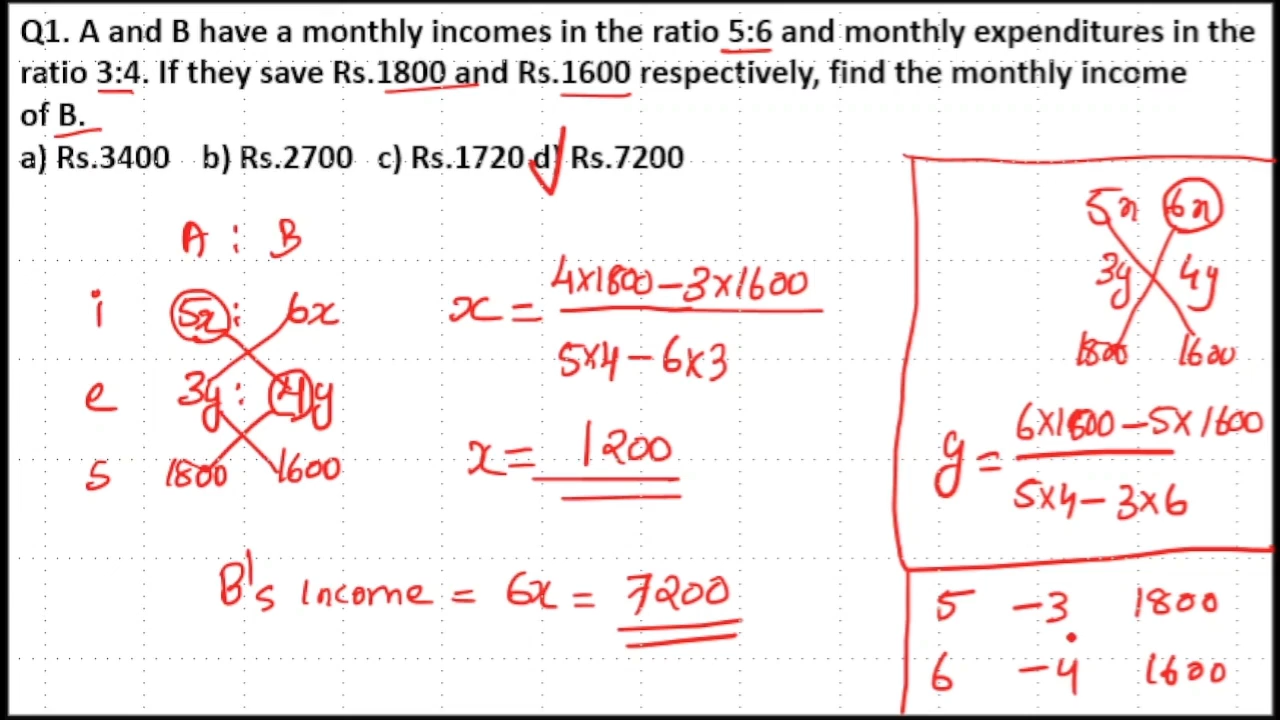 Q1. A and B have a monthly incomes in the ratio 5:6 and monthly expenditures in the
ratio 3:4. If they save Rs.1800 and Rs.1600 respectively, find the monthly income
of B.
a) Rs.3400 b) Rs.2700 c) Rs.1720 d) Rs.7200
A : B
i 5x : 6x
e 3y : 4y
s 1800 1600
x = 4x1800 – 3x1600
5x4 – 6x3
x = 1200
B's Income = 6x = 7200
5x 6x
3y 4y
1800 1600
y = 6x1800 – 5x1600
5x4 – 3x6
5 –3 1800
6 –4 1600